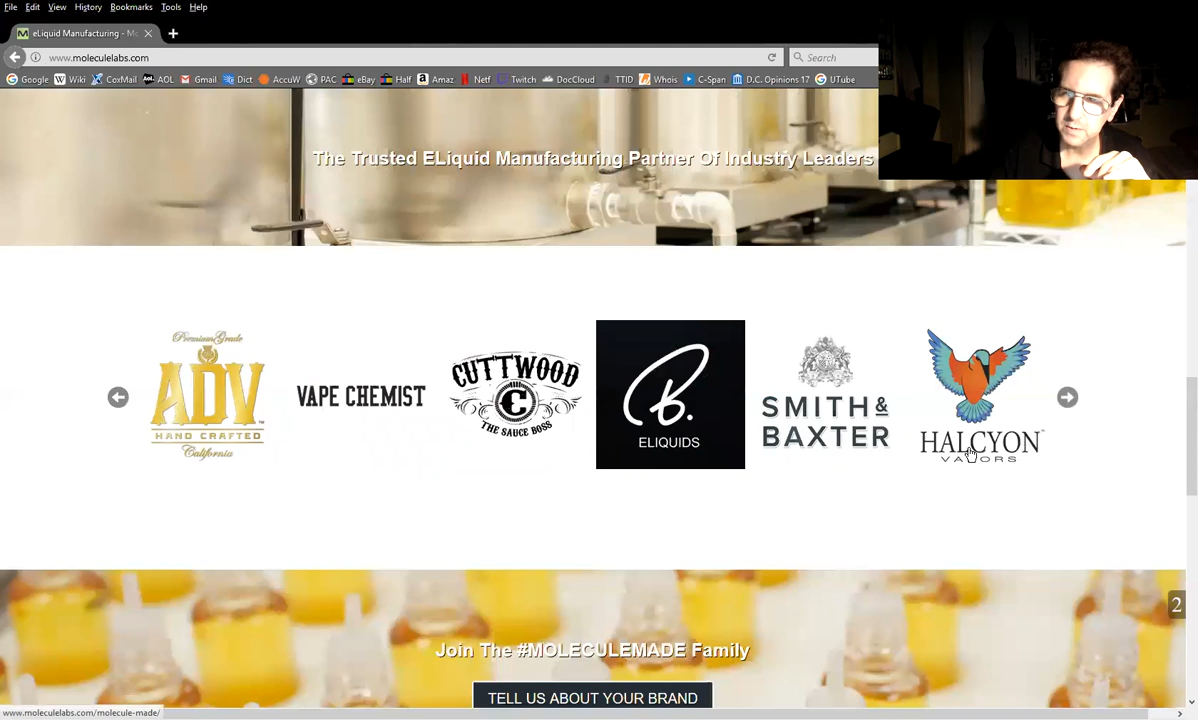 File Edit View History Bookmarks Tools Help
eLiquid Manufacturing - Mo
www.moleculelabs.com
Search
Google Wiki CoxMail AOL Gmail Dict AccuW PAC eBay Half Amaz Netf Twitch DocCloud TTID Whois C-Span D.C. Opinions 17 UTube
The Trusted ELiquid Manufacturing Partner Of Industry Leaders
Premium Grade
ADV
HAND CRAFTED
California
VAPE CHEMIST
CUTTWOOD
C
THE SAUCE BOSS
B.
ELIQUIDS
SMITH &
BAXTER
HALCYON
VAPORS
2
Join The #MOLECULEMADE Family
TELL US ABOUT YOUR BRAND
www.moleculelabs.com/molecule-made/